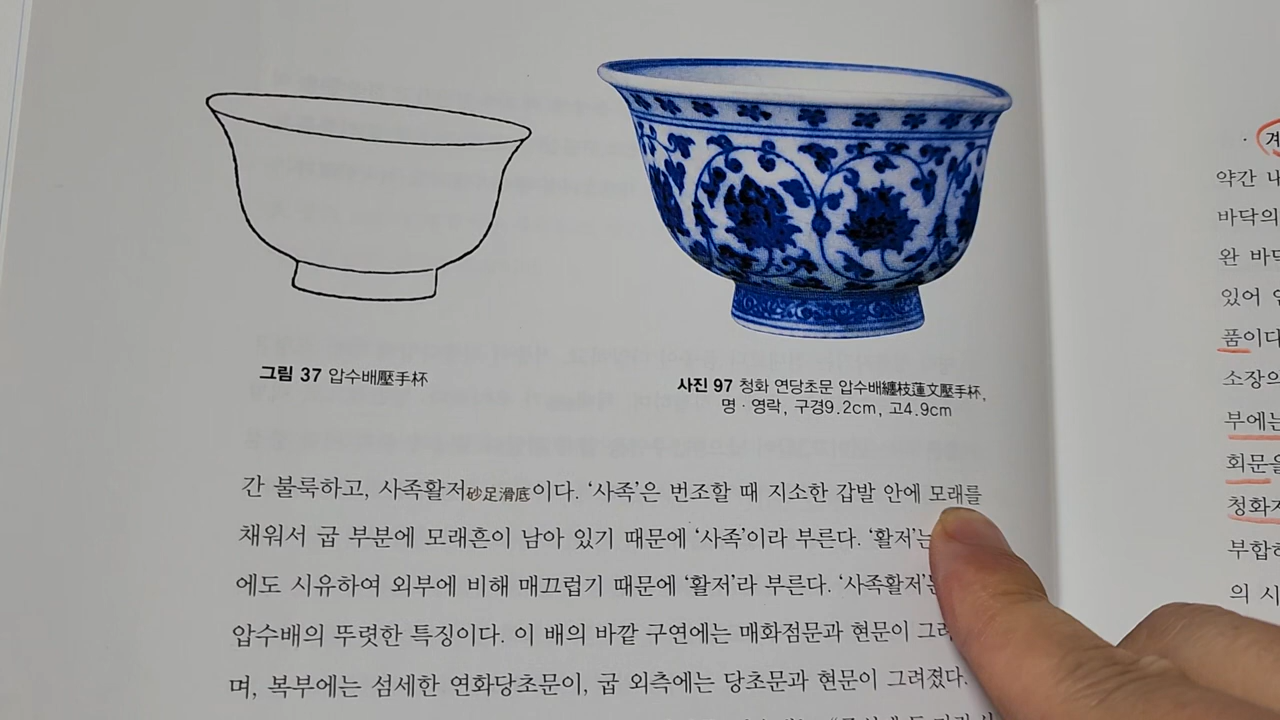 그림 37 압수배壓手杯
사진 97 청화 연당초문 압수배纏枝蓮文壓手杯,
명 · 영락, 구경9.2cm, 고4.9cm
간 불룩하고, 사족활저砂足滑底이다. ‘사족’은 번조할 때 지소한 갑발 안에 모래를
채워서 굽 부분에 모래흔이 남아 있기 때문에 ‘사족’이라 부른다. ‘활저’는
에도 시유하여 외부에 비해 매끄럽기 때문에 ‘활저’라 부른다. ‘사족활저’는
압수배의 뚜렷한 특징이다. 이 배의 바깥 구연에는 매화점문과 현문이
며, 복부에는 섬세한 연화당초문이, 굽 외측에는 당초문과 현문이 그려졌다.
약간
바다의
완
있어
품이다
소장의
부에는
회문을
부합하
의